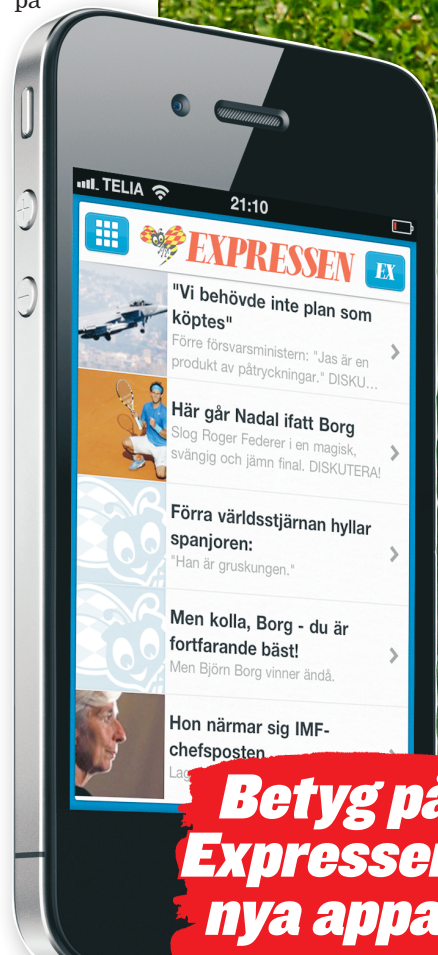 på
TELIA
21:10
EXPRESSEN
EX
"Vi behövde inte plan som
köptes"
Förre försvarsministern: "Jas är en
produkt av påtryckningar." DISKU...
Här går Nadal ifatt Borg
Slog Roger Federer i en magisk,
svängig och jämn final. DISKUTERA!
Förra världsstjärnan hyllar
spanjoren:
"Han är gruskungen."
Men kolla, Borg - du är
fortfarande bäst!
Men Björn Borg vinner ändå.
Hon närmar sig IMF-
chefsposten
Betyg på
Expressen
nya appa